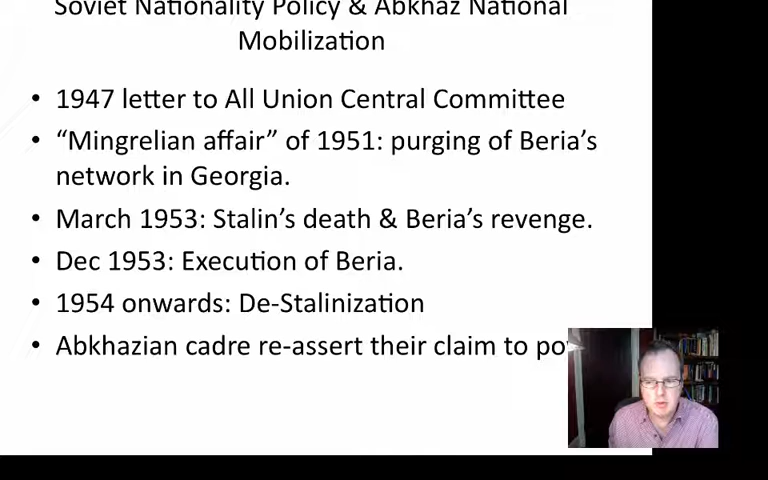 Soviet Nationality Policy & Abkhaz National
Mobilization
• 1947 letter to All Union Central Committee
• “Mingrelian affair” of 1951: purging of Beria’s
network in Georgia.
• March 1953: Stalin’s death & Beria’s revenge.
• Dec 1953: Execution of Beria.
• 1954 onwards: De-Stalinization
• Abkhazian cadre re-assert their claim to